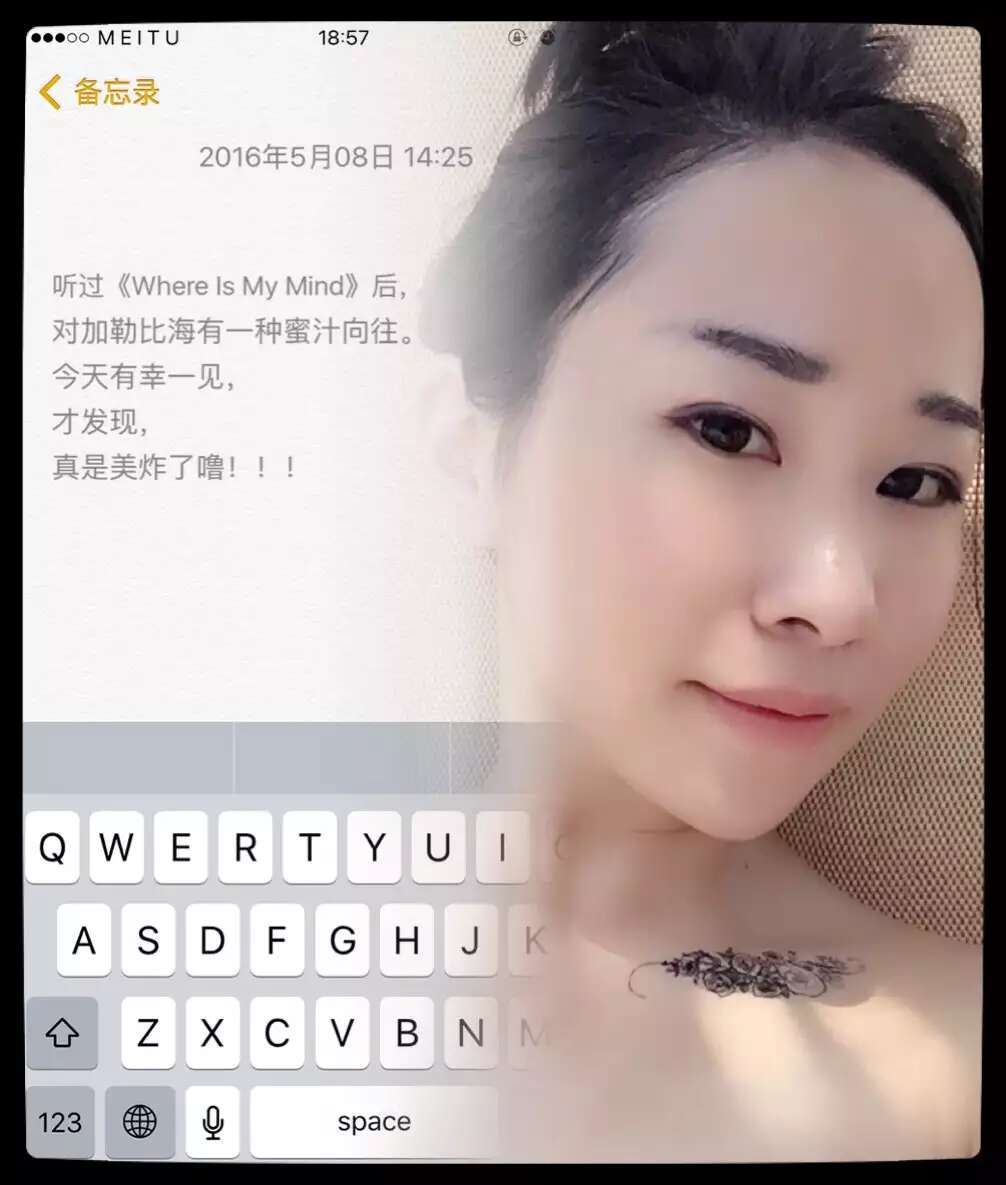 MEITU 18:57
备忘录
2016年5月08日 14:25
听过《Where Is My Mind》后,
对加勒比海有一种蜜汁向往。
今天有幸一见,
才发现,
真是美炸了噜!!!
Q W E R T Y U I O
A S D F G H J K
Z X C V B N M
123 space